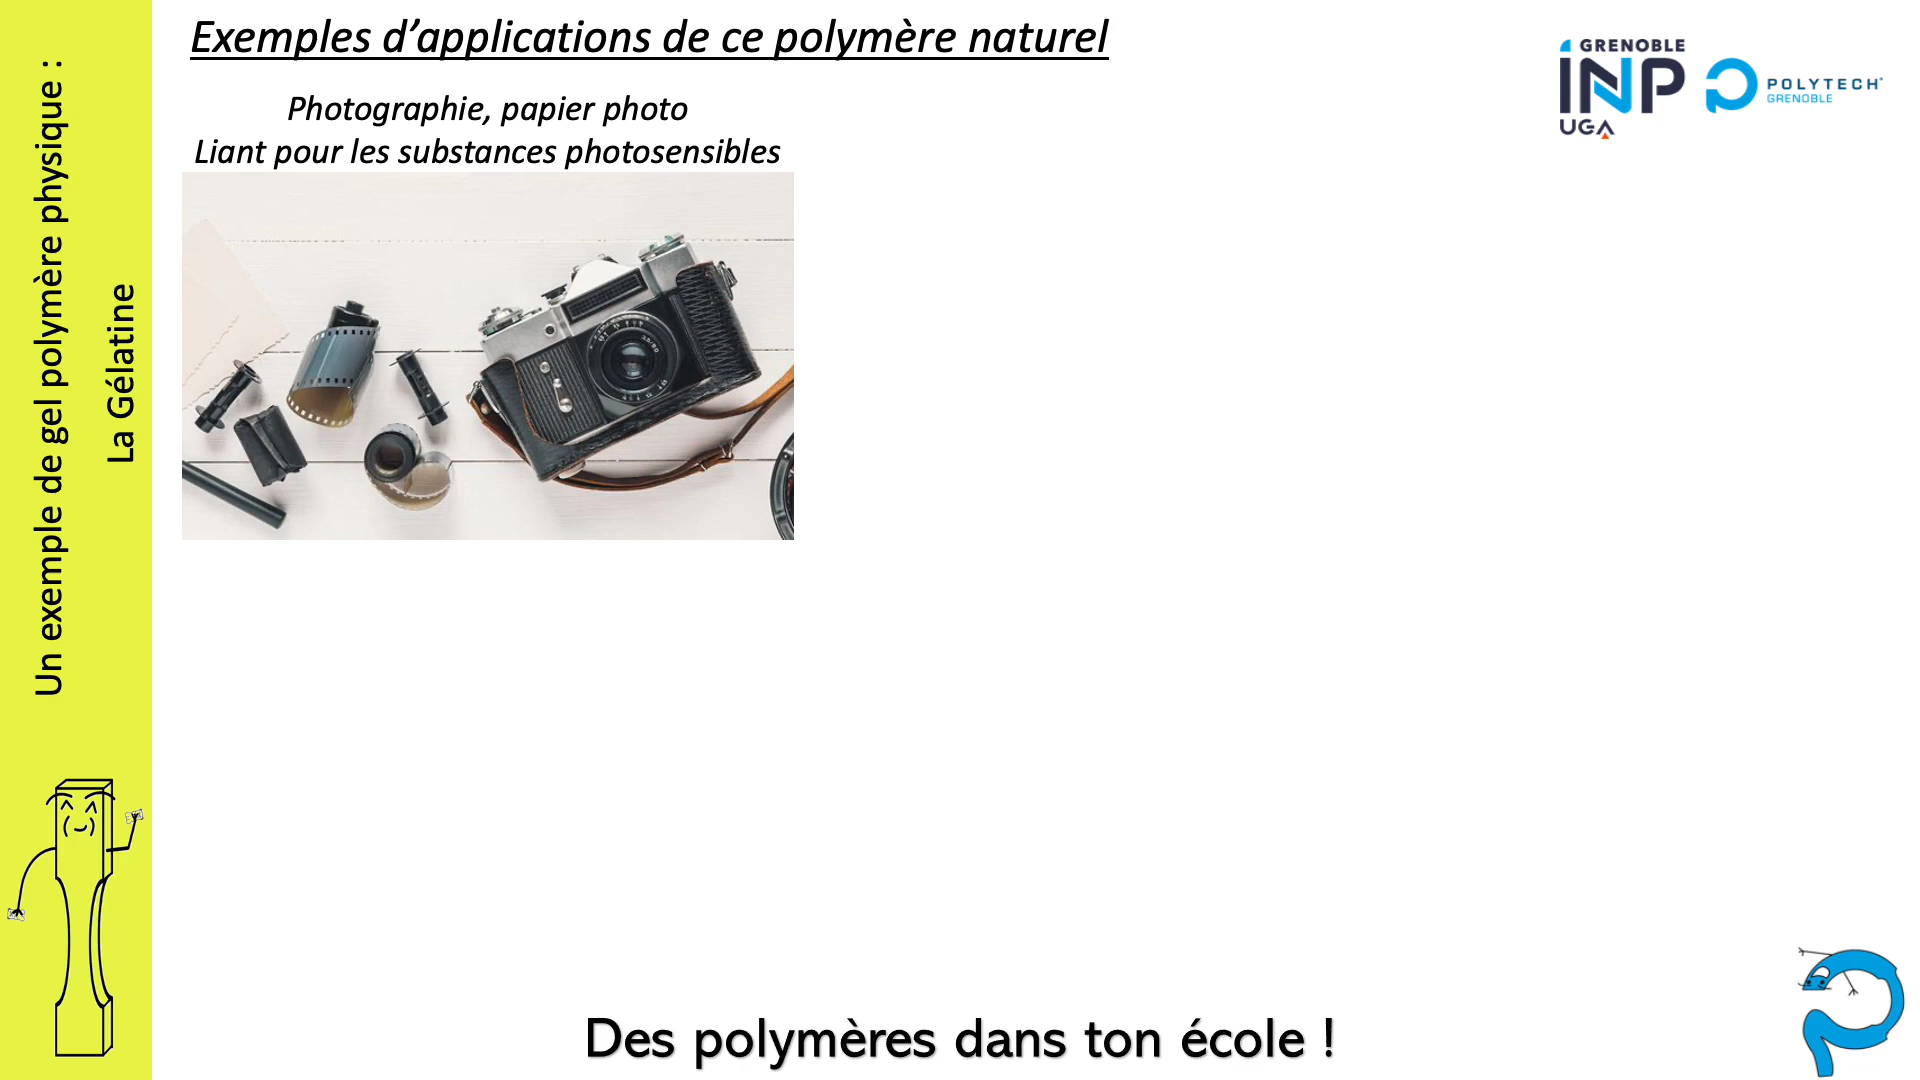 Un exemple de gel polymère physique :
La Gélatine
Exemples d’applications de ce polymère naturel
Photographie, papier photo
Liant pour les substances photosensibles
GRENOBLE
INP
UGA
POLYTECH
GRENOBLE
Des polymères dans ton école !